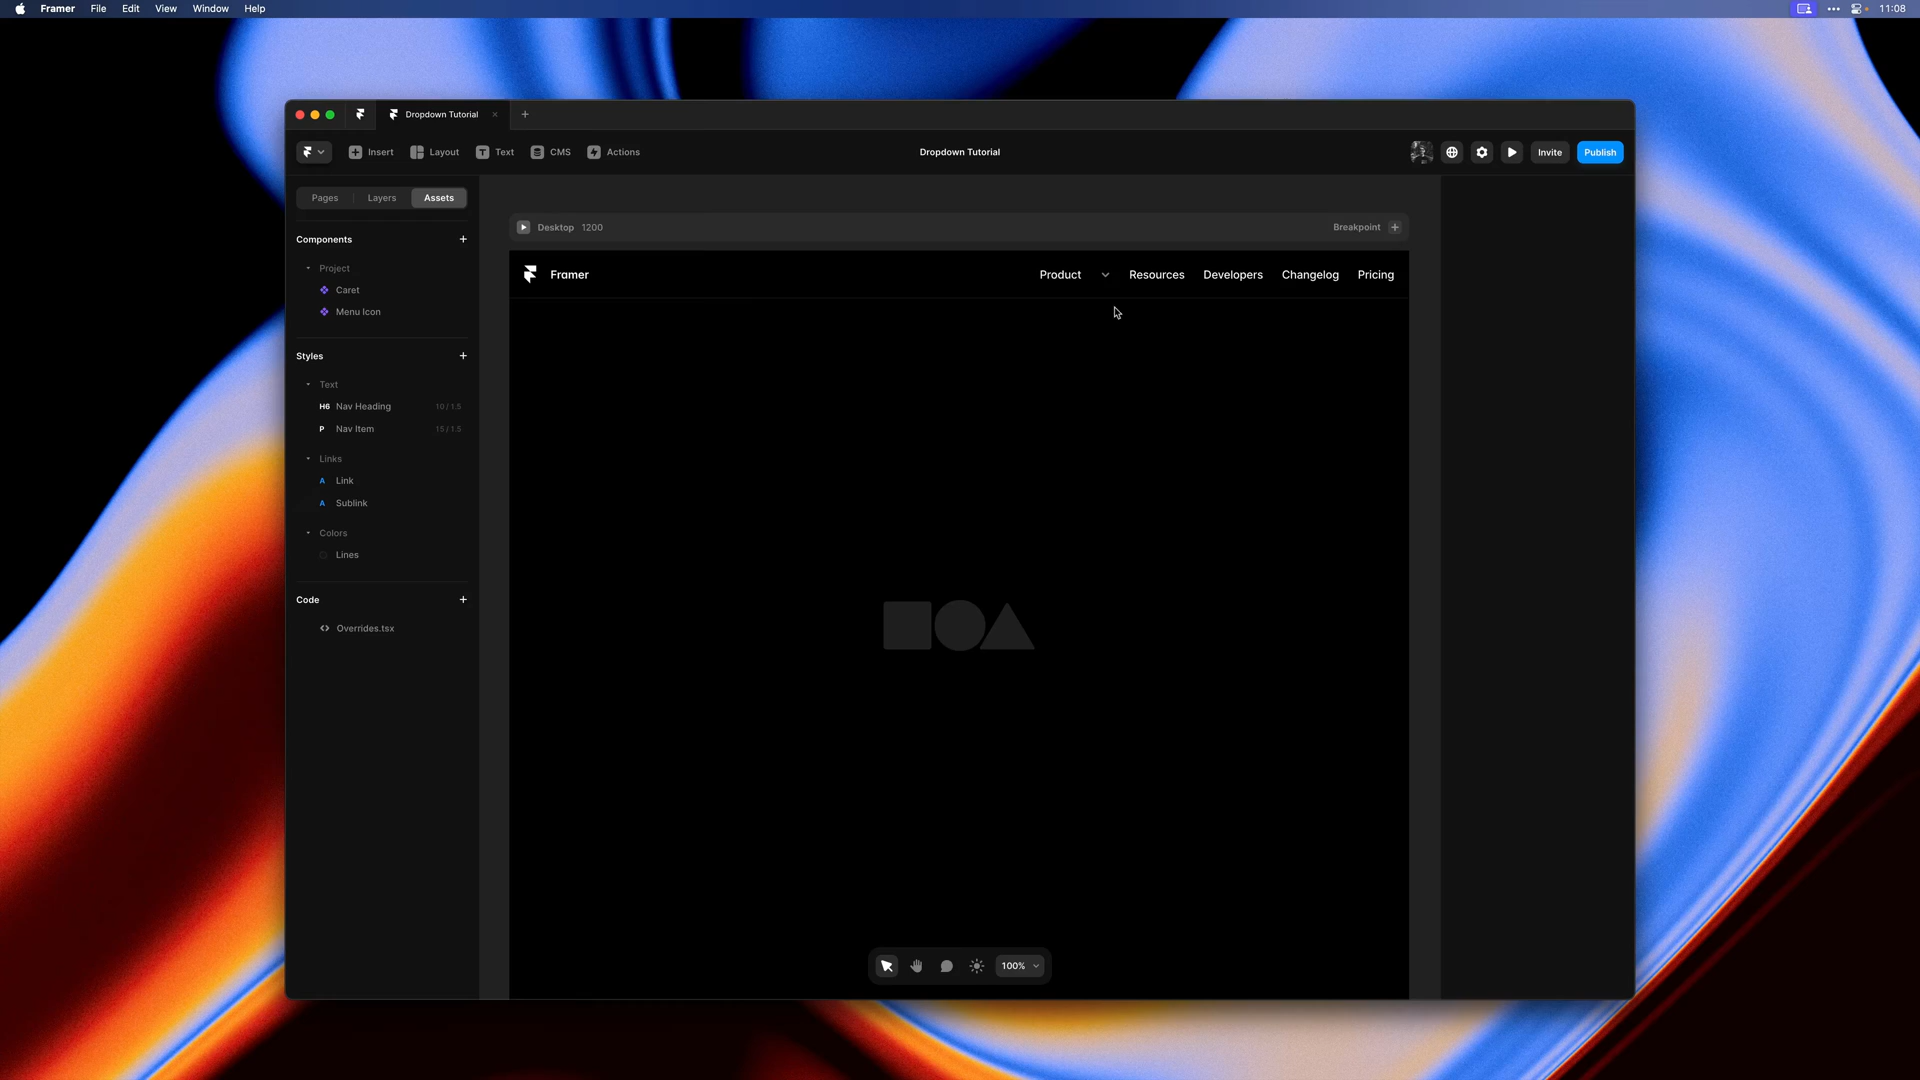 Framer File Edit View Window Help 11:08
Dropdown Tutorial
Insert Layout Text CMS Actions Dropdown Tutorial Invite Publish
Pages Layers Assets
Desktop 1200 Breakpoint
Components
Project
Caret
Menu Icon
Styles
Text
H6 Nav Heading 10 / 1.5
P Nav Item 15 / 1.5
Links
A Link
A Sublink
Colors
Lines
Code
Overrides.tsx
Framer Product Resources Developers Changelog Pricing
100%